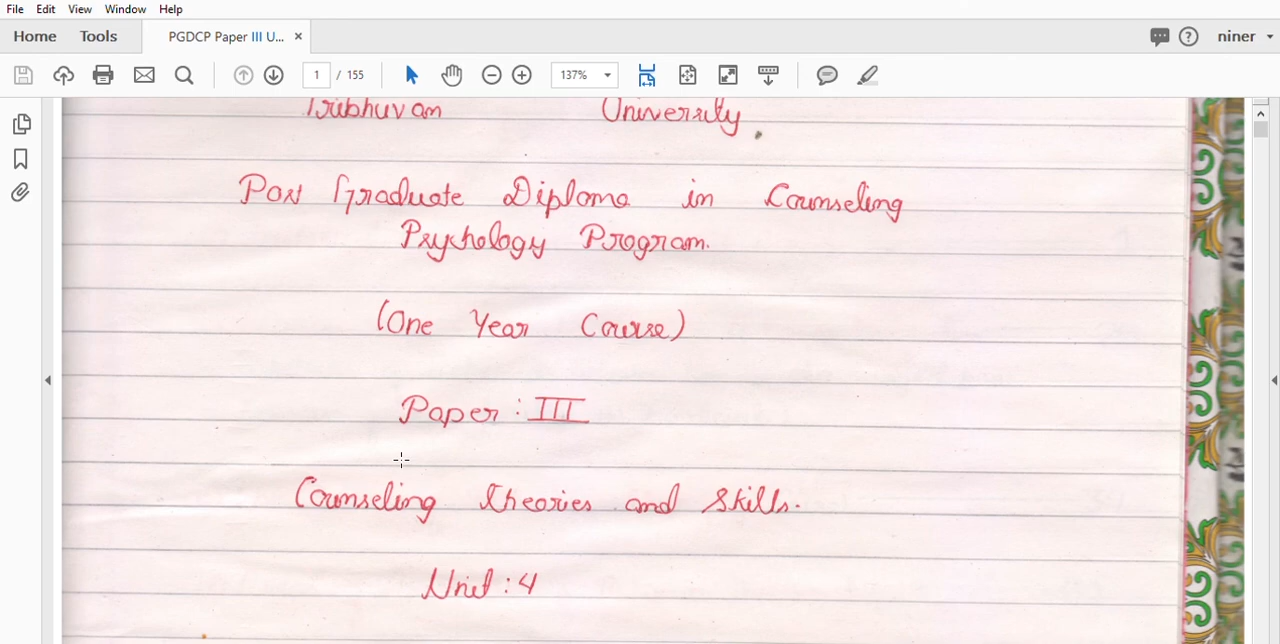 File Edit View Window Help
Home Tools PGDCP Paper III U... × niner
1 / 155 137%
Tribhuvan University
Post Graduate Diploma in Counseling
Psychology Program.
(One Year Course)
Paper : III
Counseling theories and skills.
Unit : 4